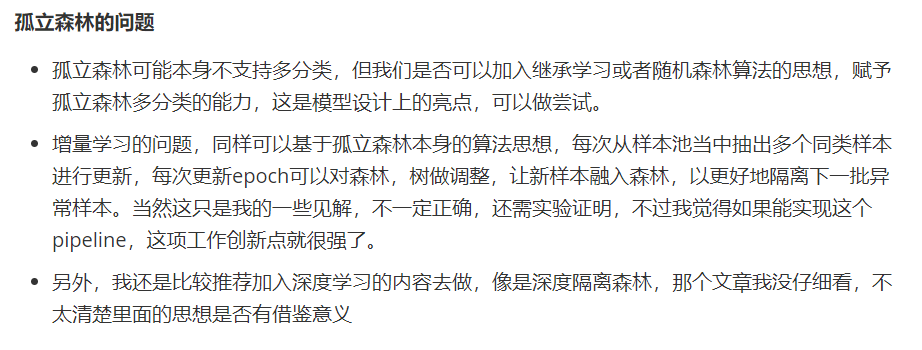 孤立森林的问题
孤立森林可能本身不支持多分类，但我们是否可以加入继承学习或者随机森林算法的思想，赋予
孤立森林多分类的能力，这是模型设计上的亮点，可以做尝试。
增量学习的问题，同样可以基于孤立森林本身的算法思想，每次从样本池当中抽出多个同类样本
进行更新，每次更新epoch可以对森林，树做调整，让新样本融入森林，以更好地隔离下一批异
常样本。当然这只是我的一些见解，不一定正确，还需实验证明，不过我觉得如果能实现这个
pipeline，这项工作创新点就很强了。
另外，我还是比较推荐加入深度学习的内容去做，像是深度隔离森林，那个文章我没仔细看，不
太清楚里面的思想是否有借鉴意义